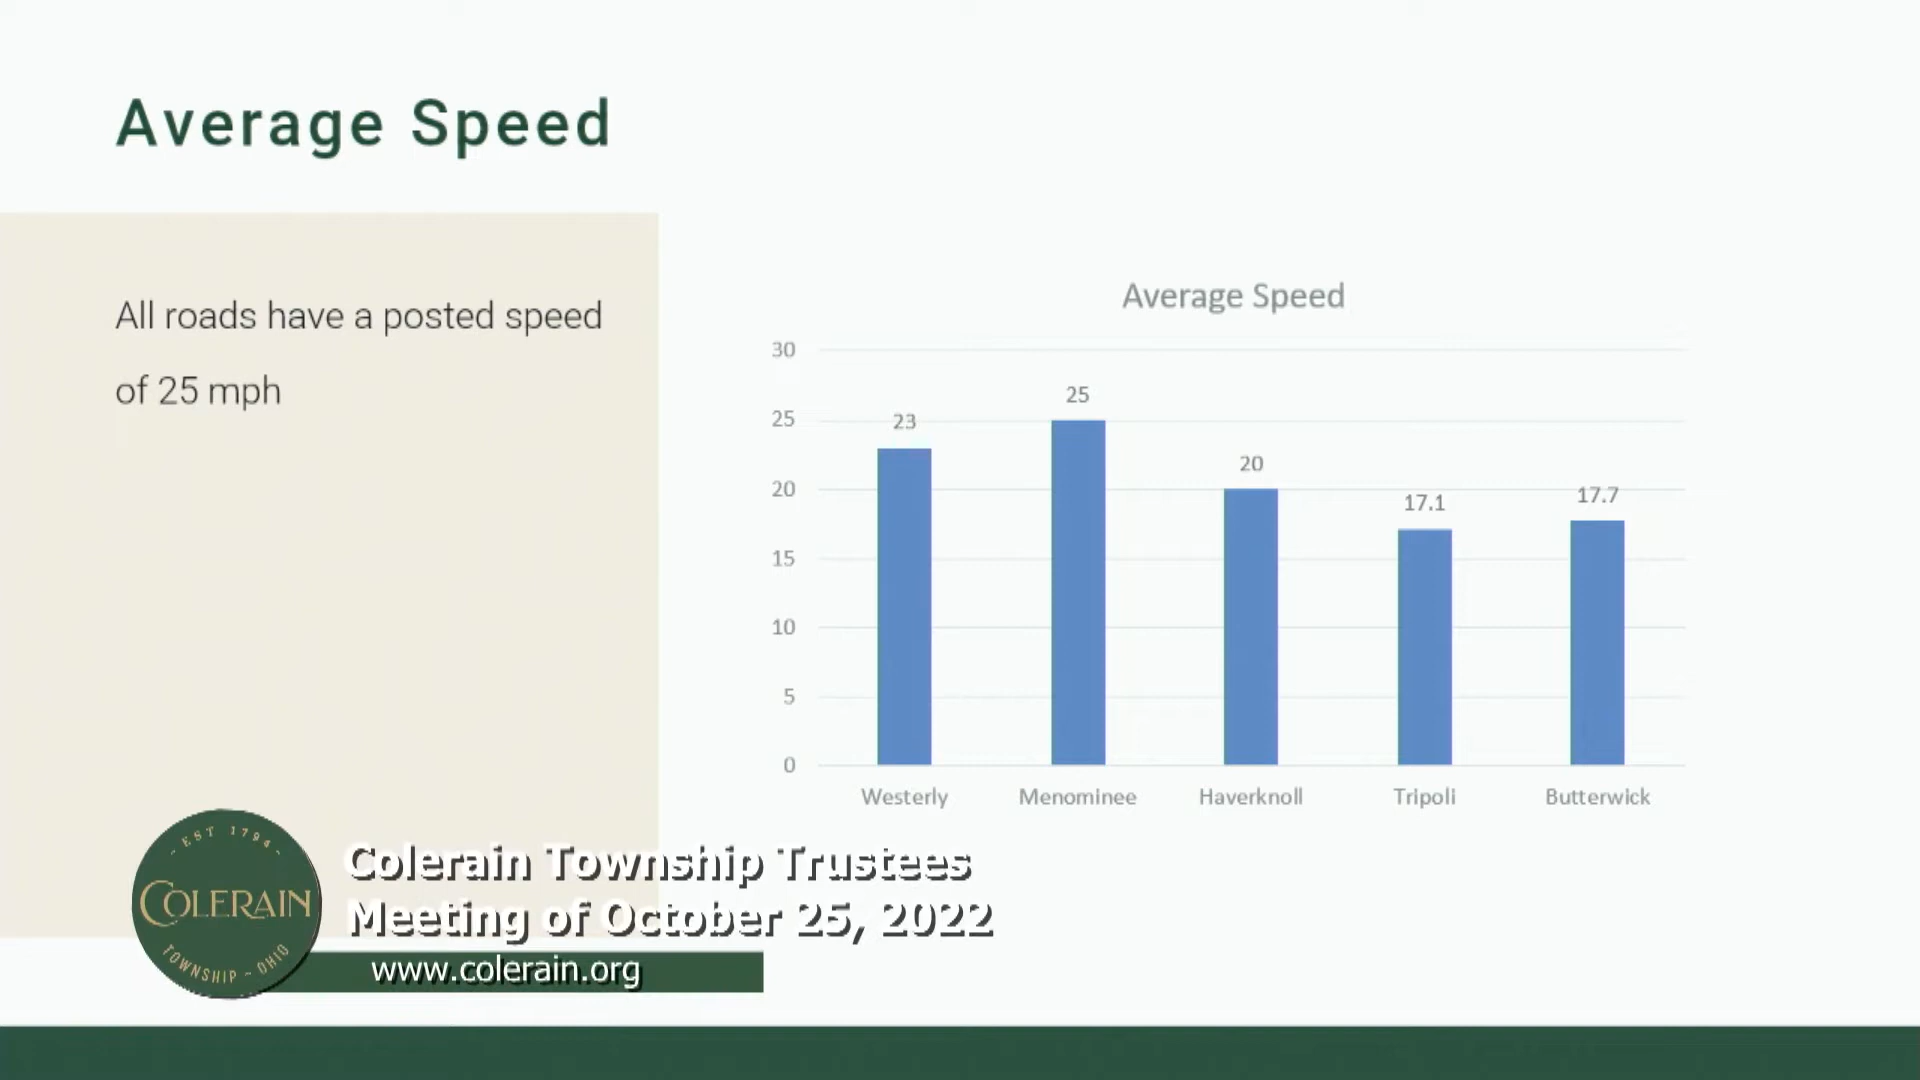 Average Speed
All roads have a posted speed
of 25 mph
Average Speed
30
25
20
15
10
5
0
23
25
20
17.1
17.7
Westerly
Menominee
Haverknoll
Tripoli
Butterwick
~ EST 1794 ~
COLERAIN
TOWNSHIP ~ OHIO
Colerain Township Trustees
Meeting of October 25, 2022
www.colerain.org